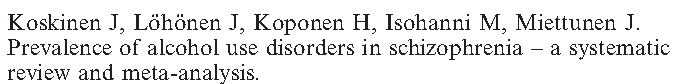 Koskinen J, Löhönen J, Koponen H, Isohanni M, Miettunen J.
Prevalence of alcohol use disorders in schizophrenia – a systematic
review and meta-analysis.